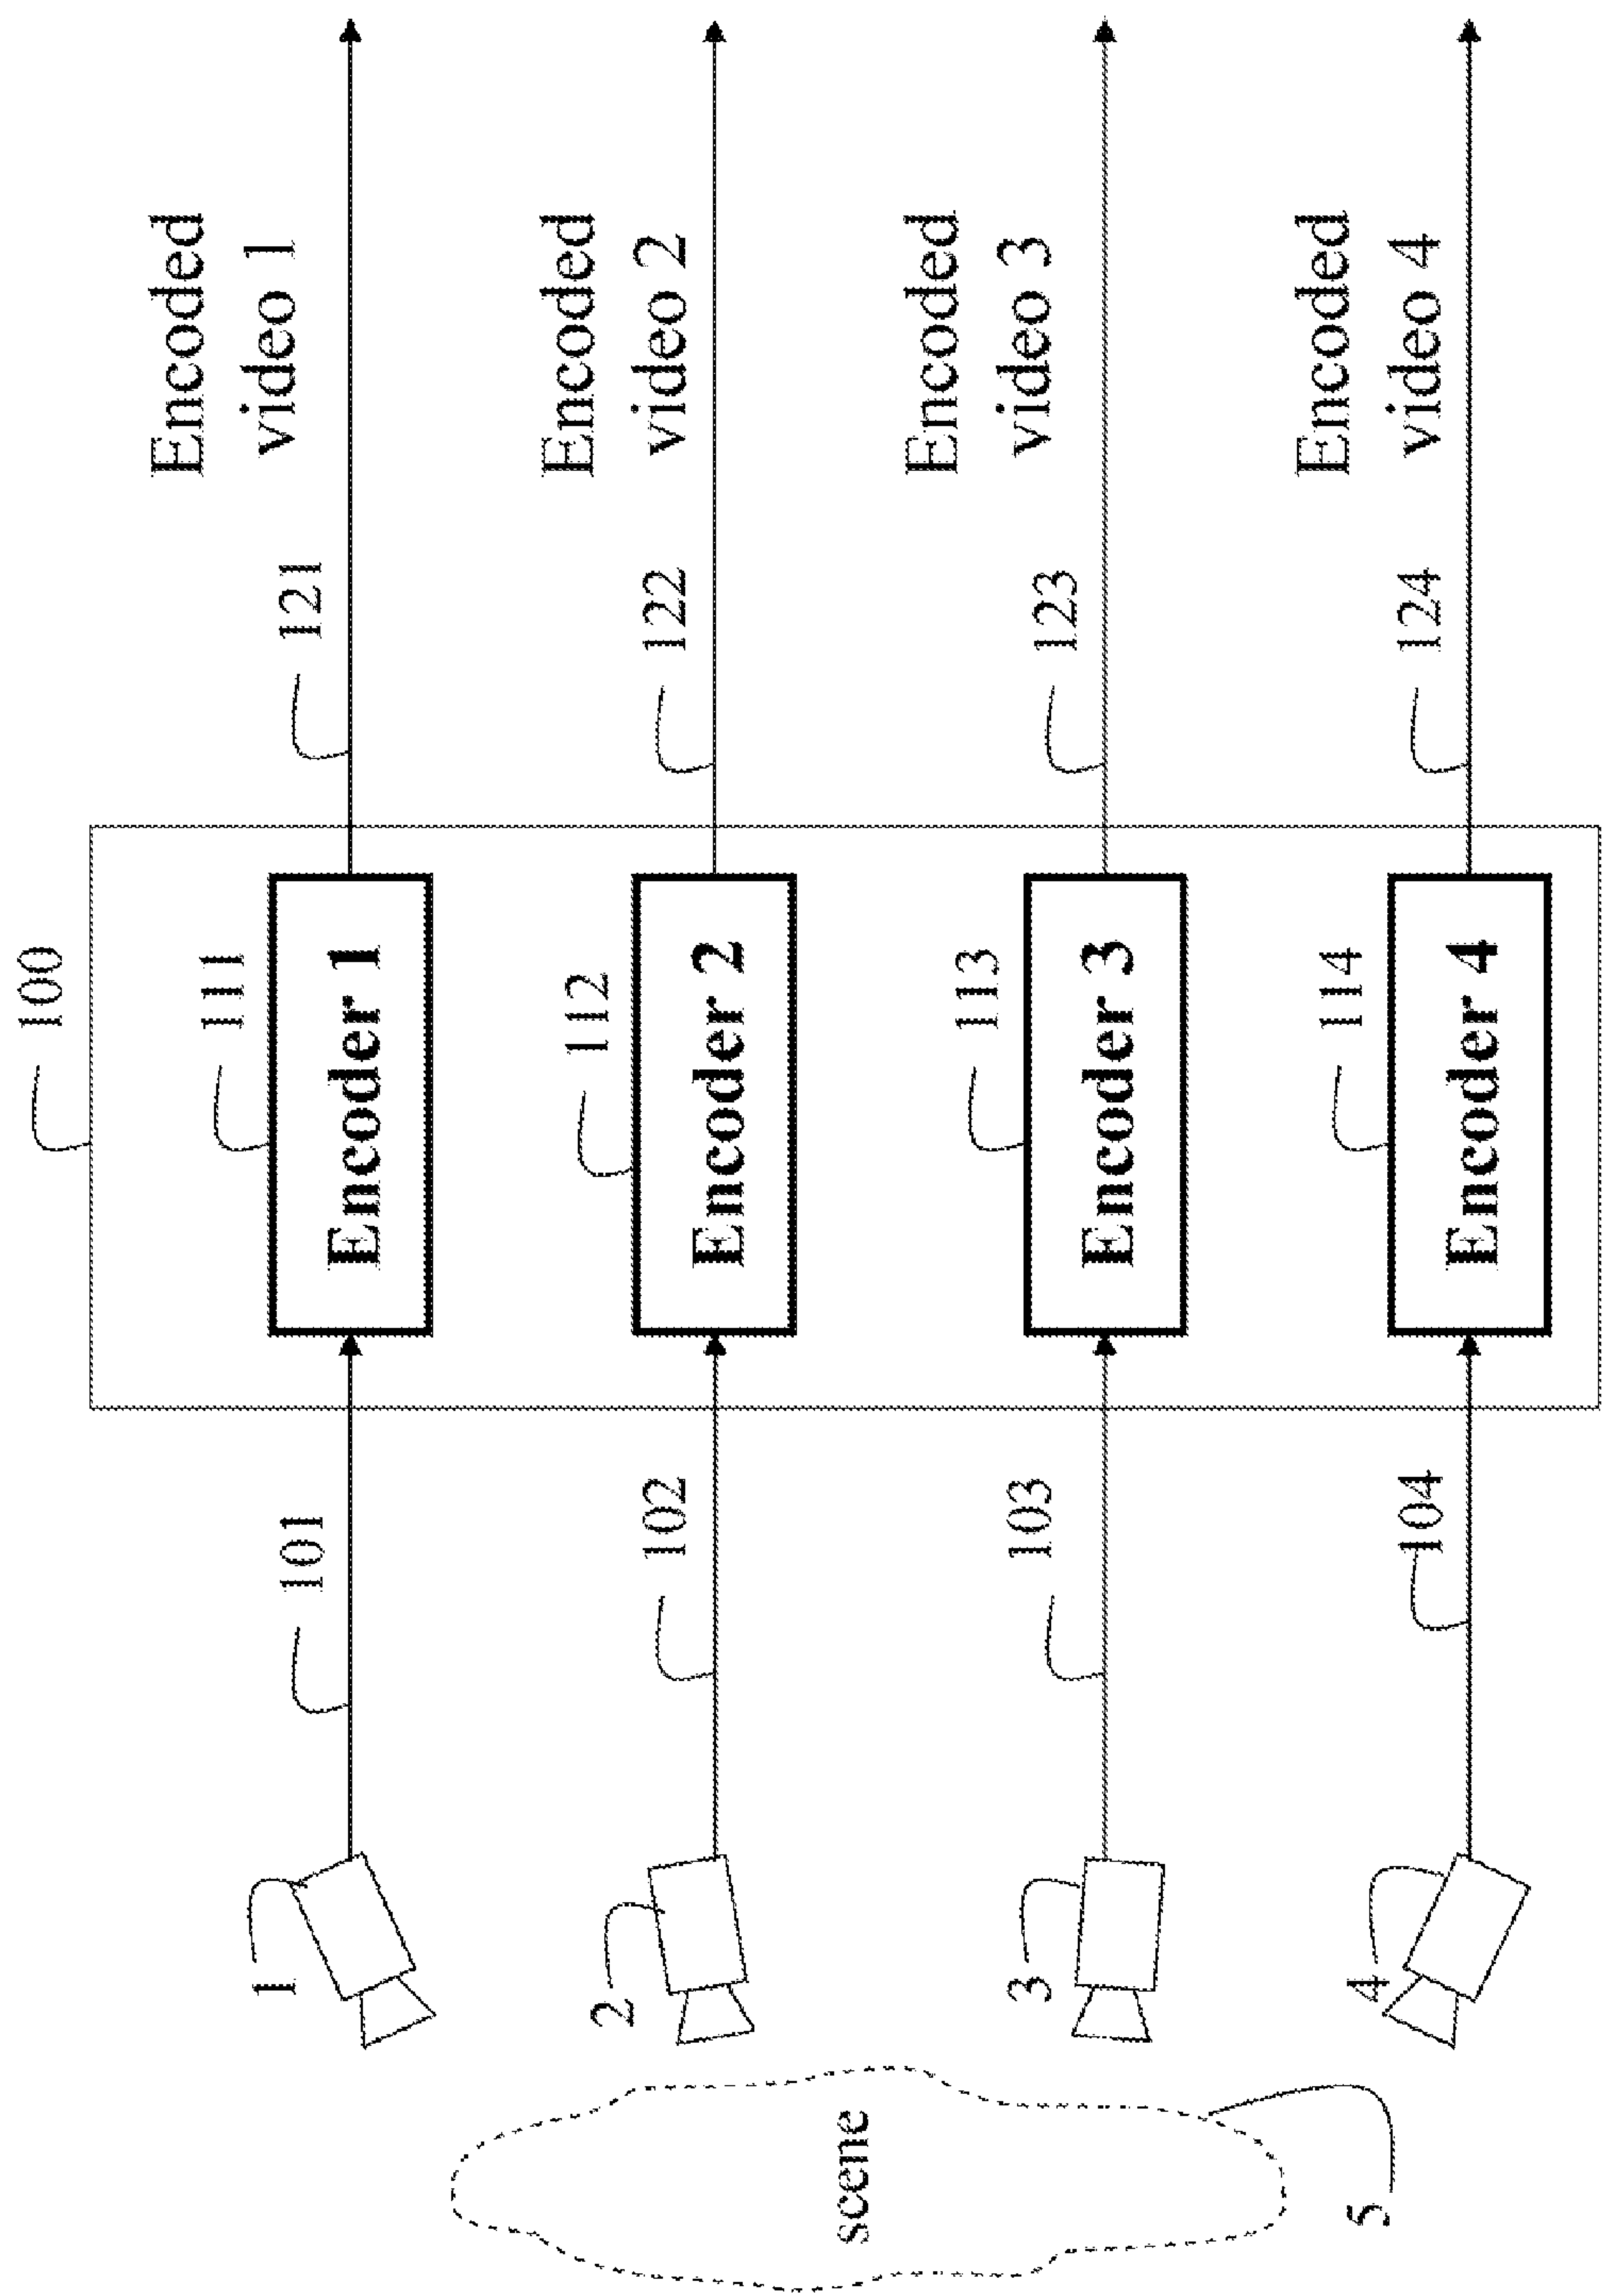 100
1
101
111
Encoder 1
121
Encoded
video 1
2
102
112
Encoder 2
122
Encoded
video 2
scene
3
103
113
Encoder 3
123
Encoded
video 3
5
4
104
114
Encoder 4
124
Encoded
video 4